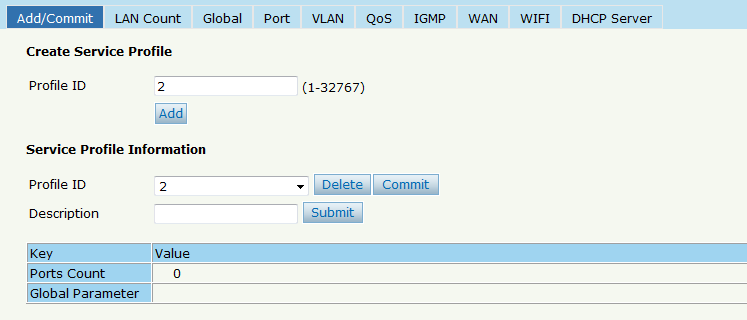 Add/Commit LAN Count Global Port VLAN QoS IGMP WAN WIFI DHCP Server
Create Service Profile
Profile ID 2 (1-32767)
Add
Service Profile Information
Profile ID 2 Delete Commit
Description Submit
Key Value
Ports Count 0
Global Parameter